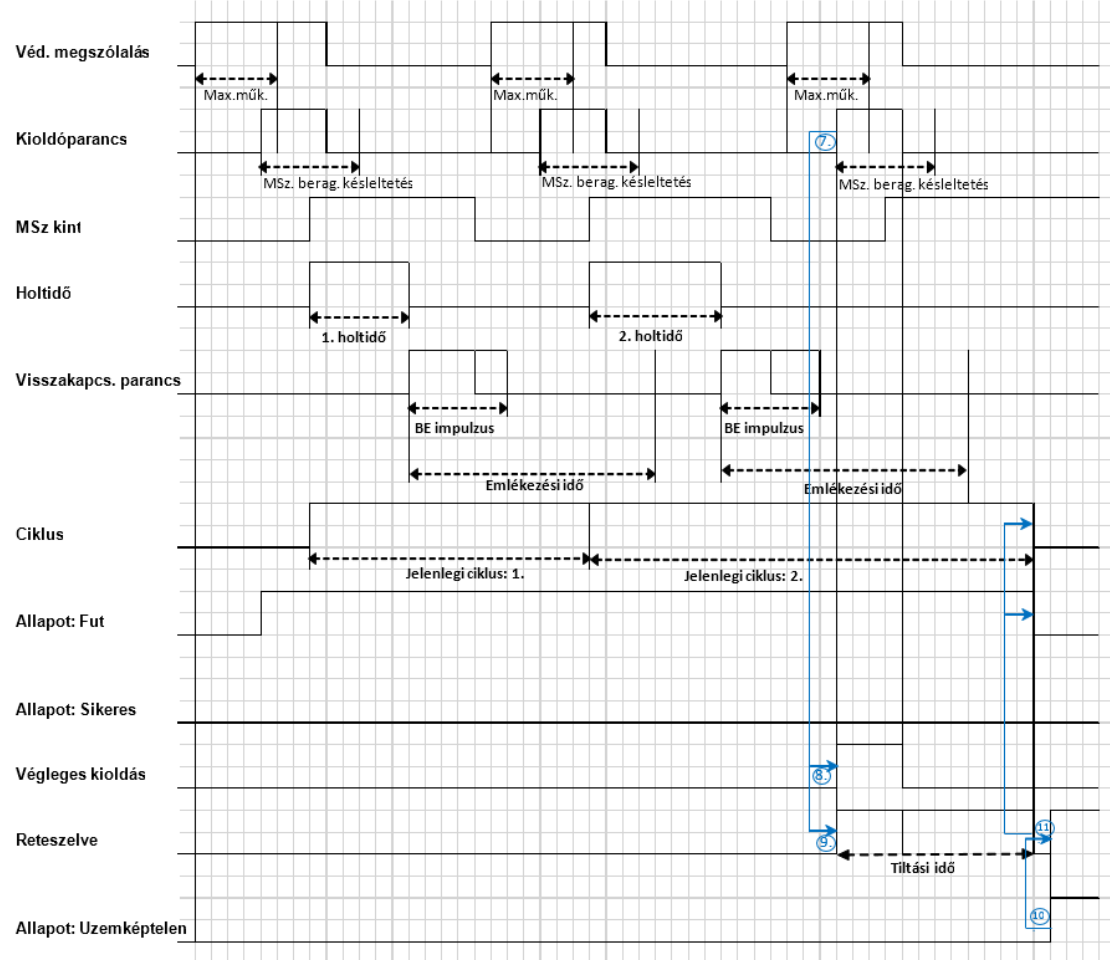 Véd. megszólalás
Max.műk.
Max.műk.
Max.műk.
Kioldóparancs
7.
MSz. berag. késleltetés
MSz. berag. késleltetés
MSz. berag. késleltetés
MSz kint
Holtidő
1. holtidő
2. holtidő
Visszakapcs. parancs
BE impulzus
BE impulzus
Emlékezési idő
Emlékezési idő
Ciklus
Jelenlegi ciklus: 1.
Jelenlegi ciklus: 2.
Allapot: Fut
Allapot: Sikeres
Végleges kioldás
8.
Reteszelve
9.
11
Tiltási idő
10
Allapot: Uzemképtelen